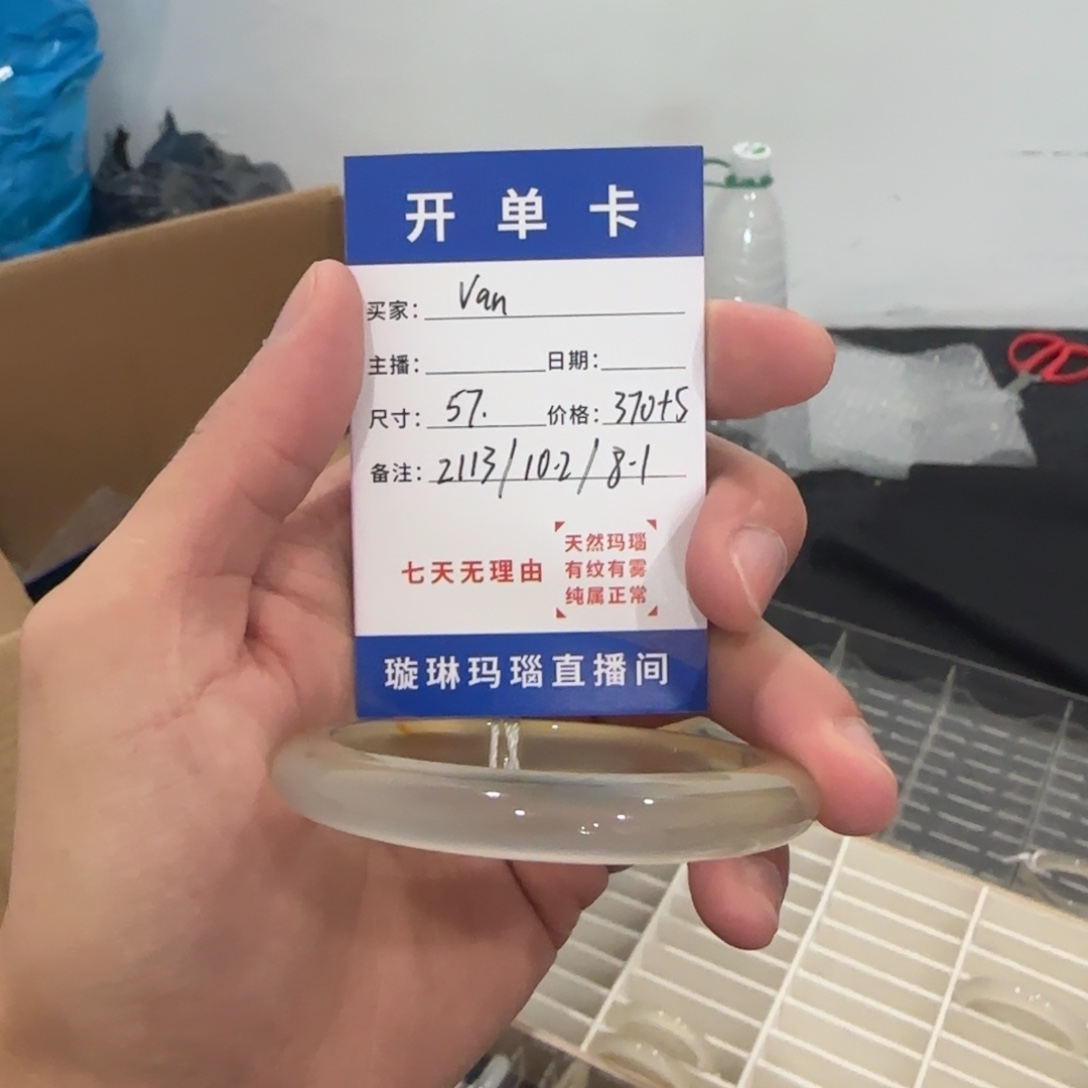 开单卡
买家: Van
主播: 日期:
尺寸: 57. 价格: 370+5
备注: 2113/10.2/8.1
七天无理由
天然玛瑙
有纹有雾
纯属正常
璇琳玛瑙直播间